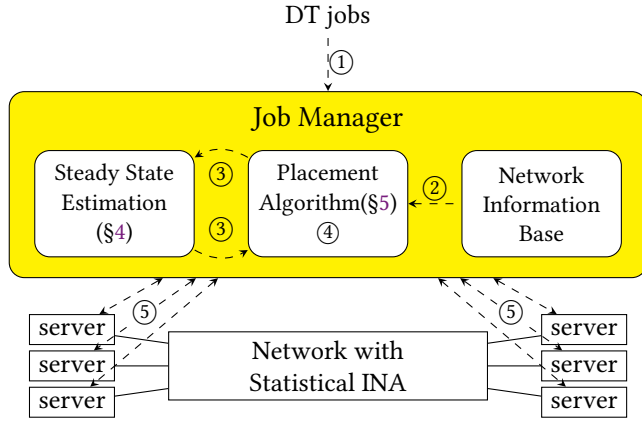 DT jobs
①
Job Manager
Steady State
Estimation
(§4)
③
③
Placement
Algorithm(§5)
④
②
Network
Information
Base
⑤
⑤
server
server
server
Network with
Statistical INA
server
server
server